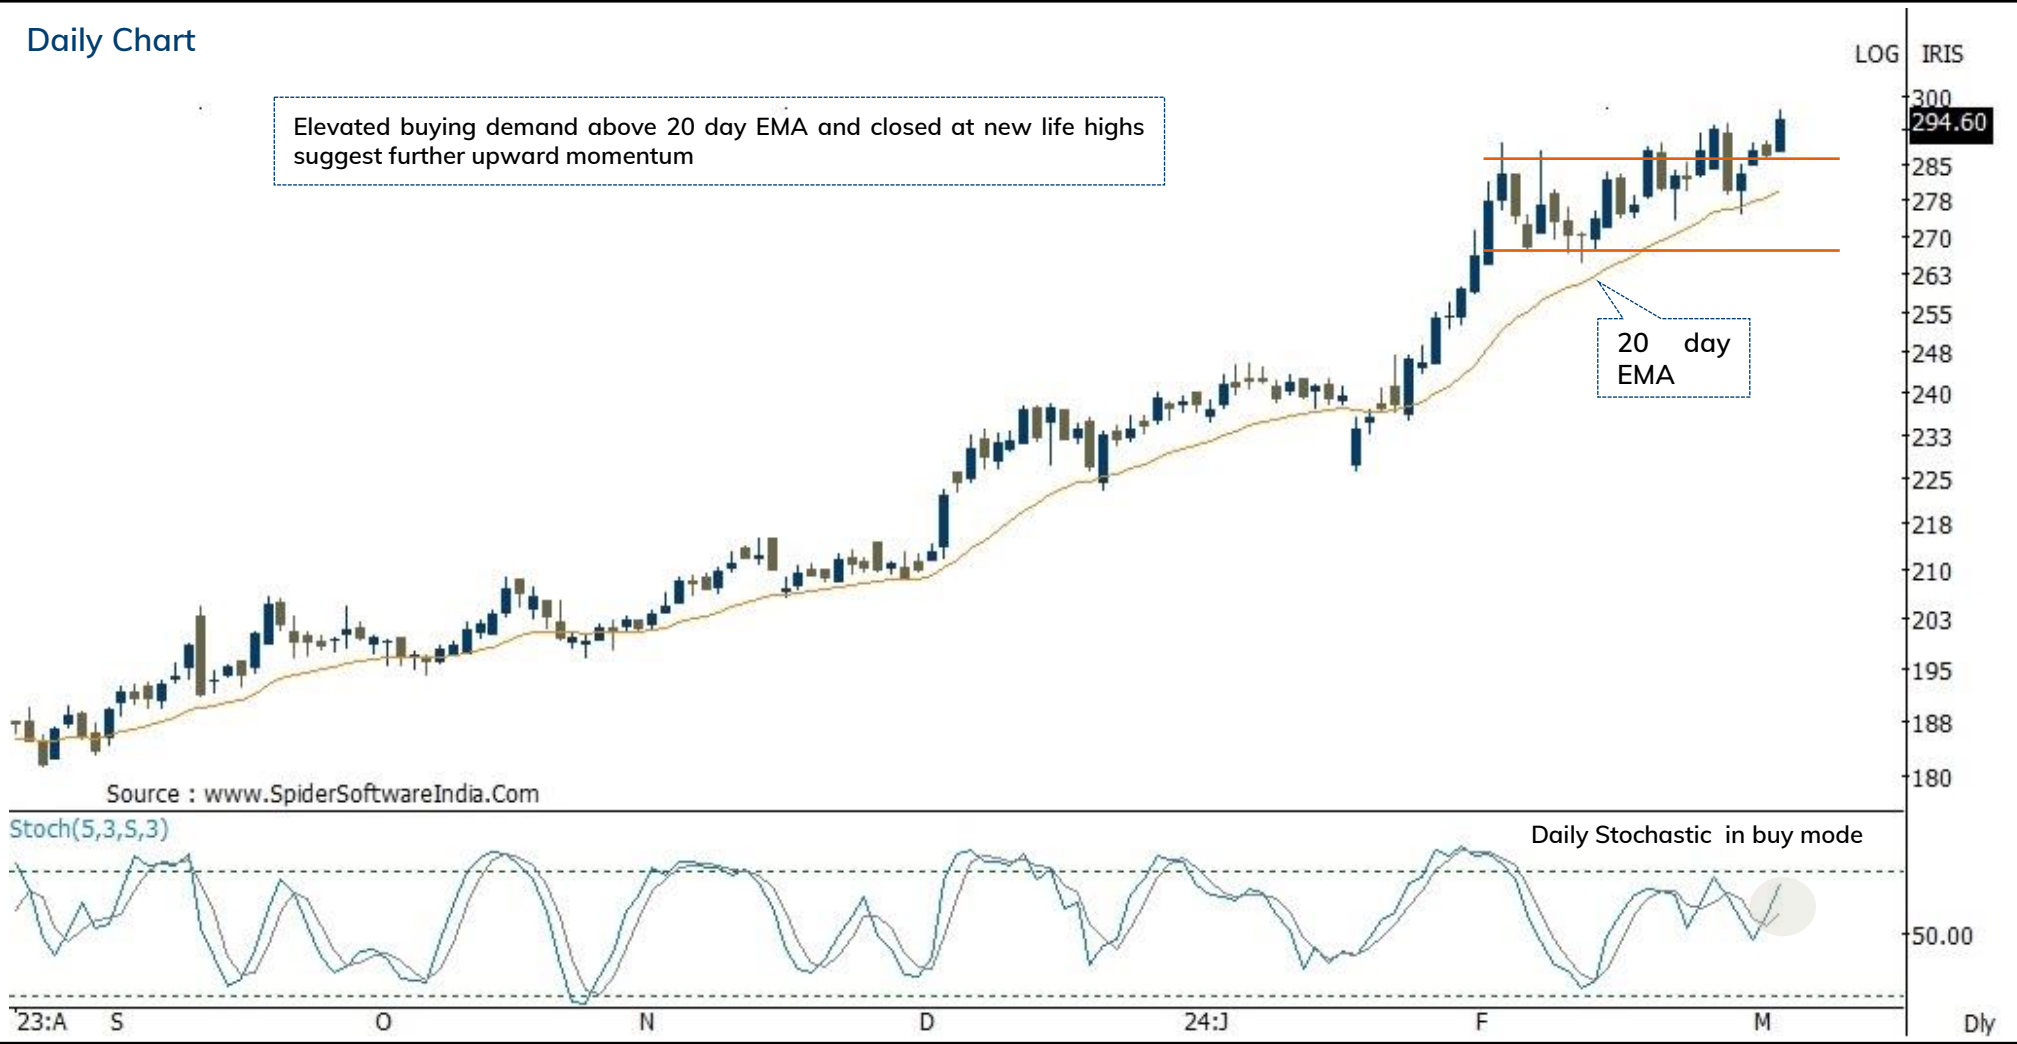 Daily Chart
LOG IRIS
Elevated buying demand above 20 day EMA and closed at new life highs
suggest further upward momentum
300
294.60
285
278
270
263
255
248
240
233
225
218
210
203
195
188
180
20 day
EMA
Source : www.SpiderSoftwareIndia.Com
Stoch(5,3,S,3)
Daily Stochastic in buy mode
50.00
23:A S O N D 24:J F M Dly